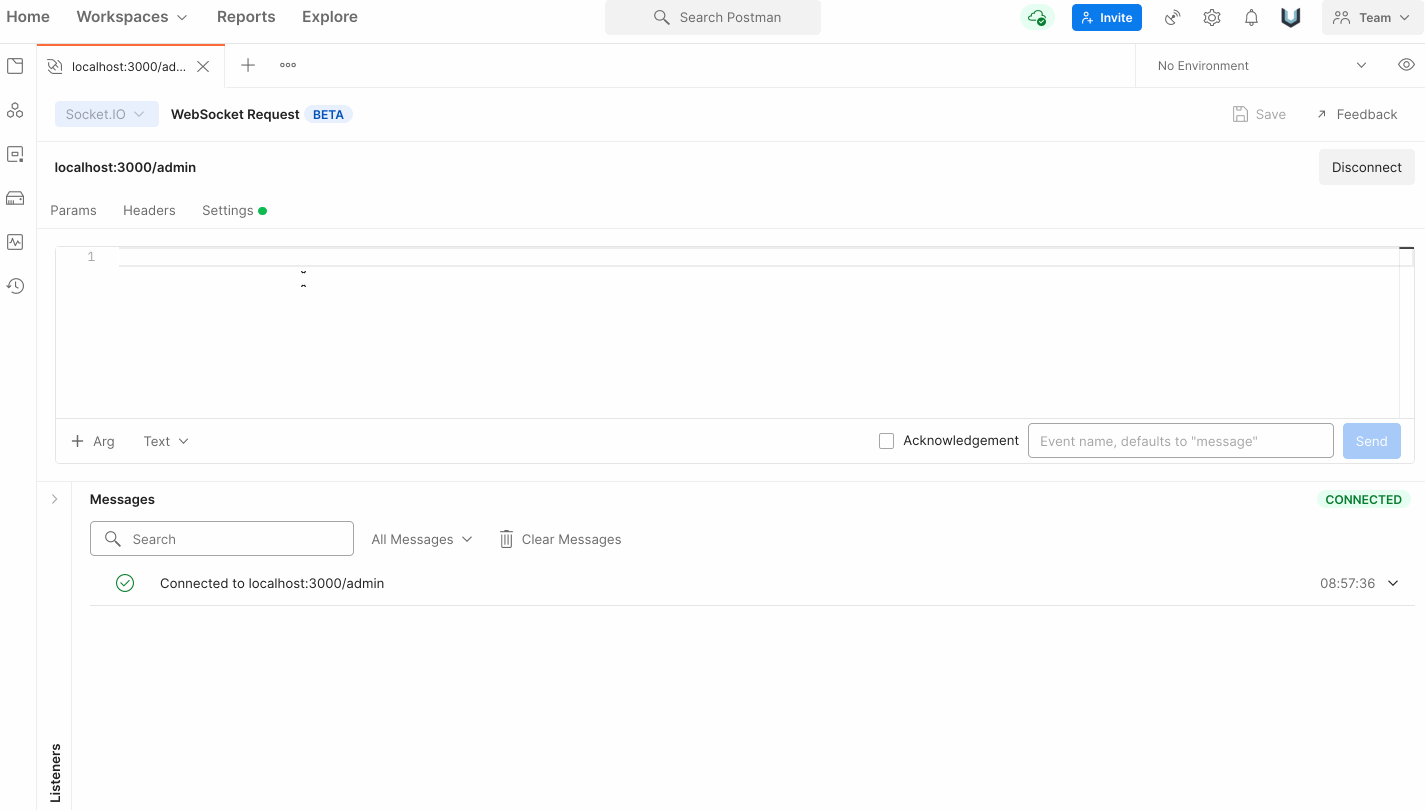 Home Workspaces Reports Explore Search Postman Invite Team
localhost:3000/ad... No Environment
Socket.IO WebSocket Request BETA Save Feedback
localhost:3000/admin Disconnect
Params Headers Settings
1
Arg Text Acknowledgement Event name, defaults to "message" Send
Messages CONNECTED
Search All Messages Clear Messages
Connected to localhost:3000/admin 08:57:36
Listeners